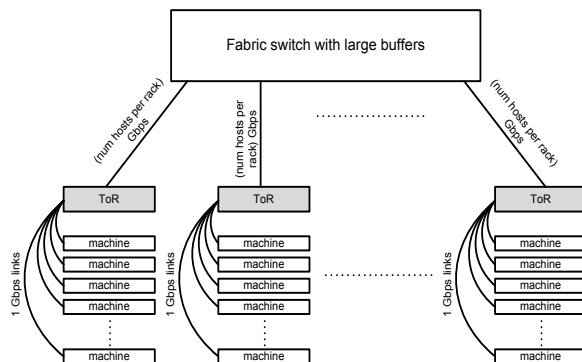 Fabric switch with large buffers
(num hosts per rack)
Gbps
(num hosts per
rack) Gbps
(num hosts per rack)
Gbps
ToR
ToR
ToR
1 Gbps links
machine
machine
machine
machine
machine
1 Gbps links
machine
machine
machine
machine
machine
1 Gbps links
machine
machine
machine
machine
machine